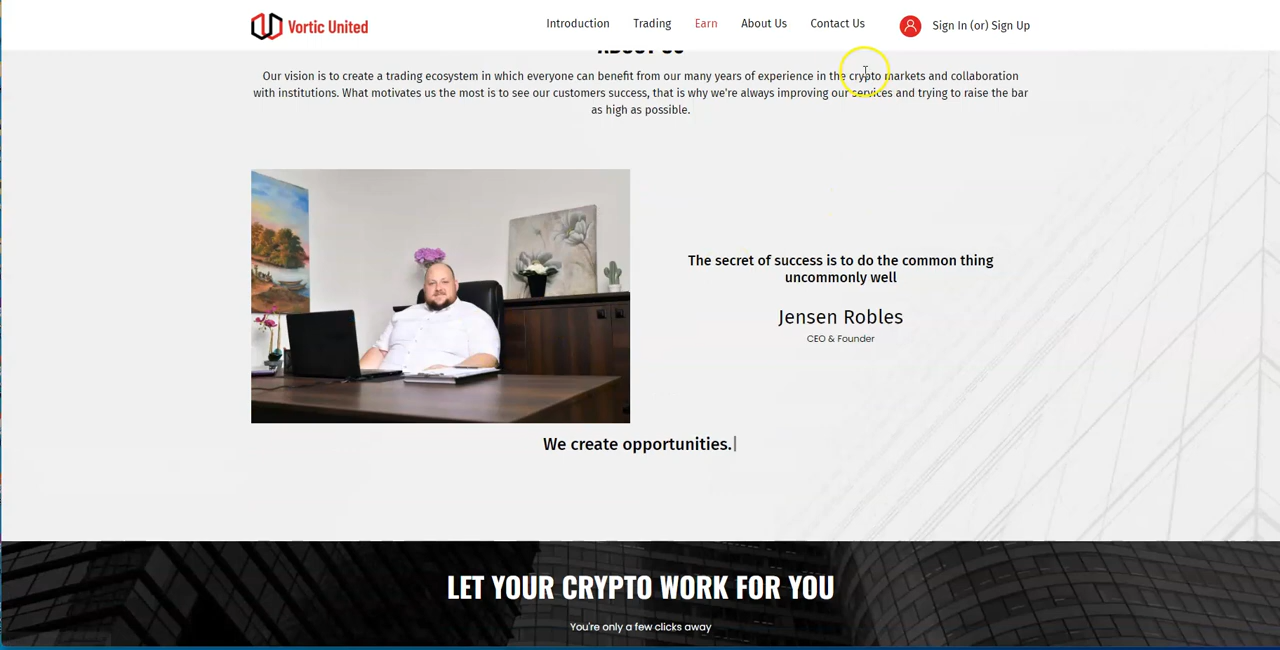 Vortic United
Introduction
Trading
Earn
About Us
Contact Us
Sign In (or) Sign Up
ABOUT US
Our vision is to create a trading ecosystem in which everyone can benefit from our many years of experience in the crypto markets and collaboration
with institutions. What motivates us the most is to see our customers success, that is why we're always improving our services and trying to raise the bar
as high as possible.
The secret of success is to do the common thing
uncommonly well
Jensen Robles
CEO & Founder
We create opportunities.|
LET YOUR CRYPTO WORK FOR YOU
You're only a few clicks away